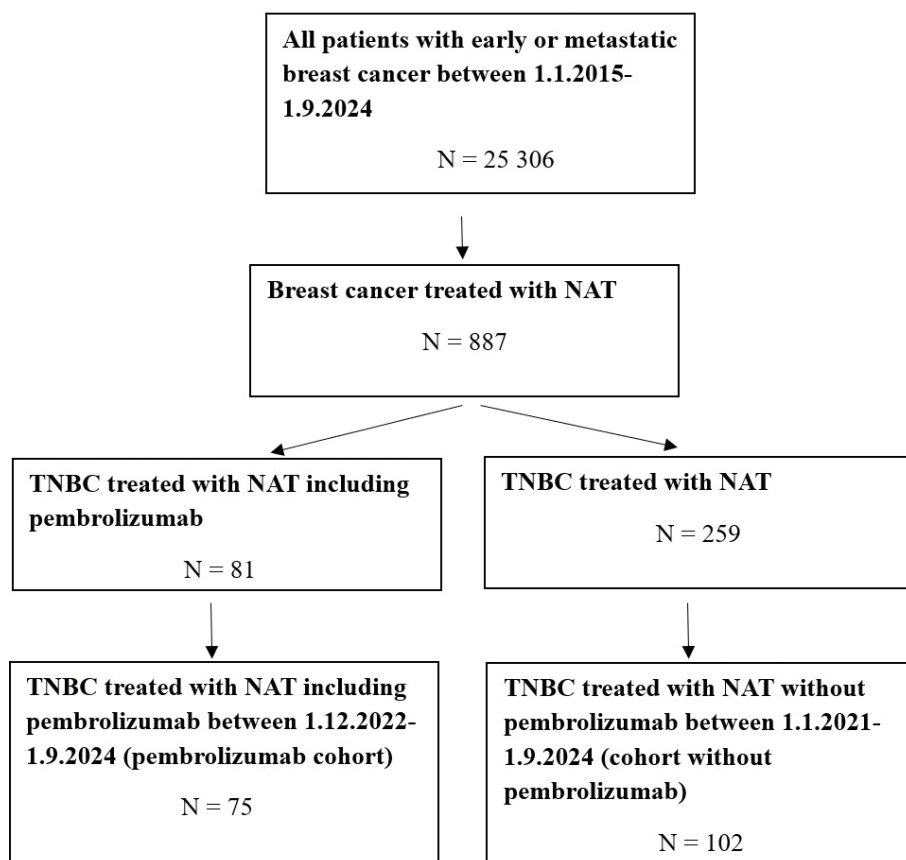 All patients with early or metastatic
breast cancer between 1.1.2015-
1.9.2024
N = 25 306
Breast cancer treated with NAT
N = 887
TNBC treated with NAT including
pembrolizumab
N = 81
TNBC treated with NAT
N = 259
TNBC treated with NAT including
pembrolizumab between 1.12.2022-
1.9.2024 (pembrolizumab cohort)
N = 75
TNBC treated with NAT without
pembrolizumab between 1.1.2021-
1.9.2024 (cohort without
pembrolizumab)
N = 102